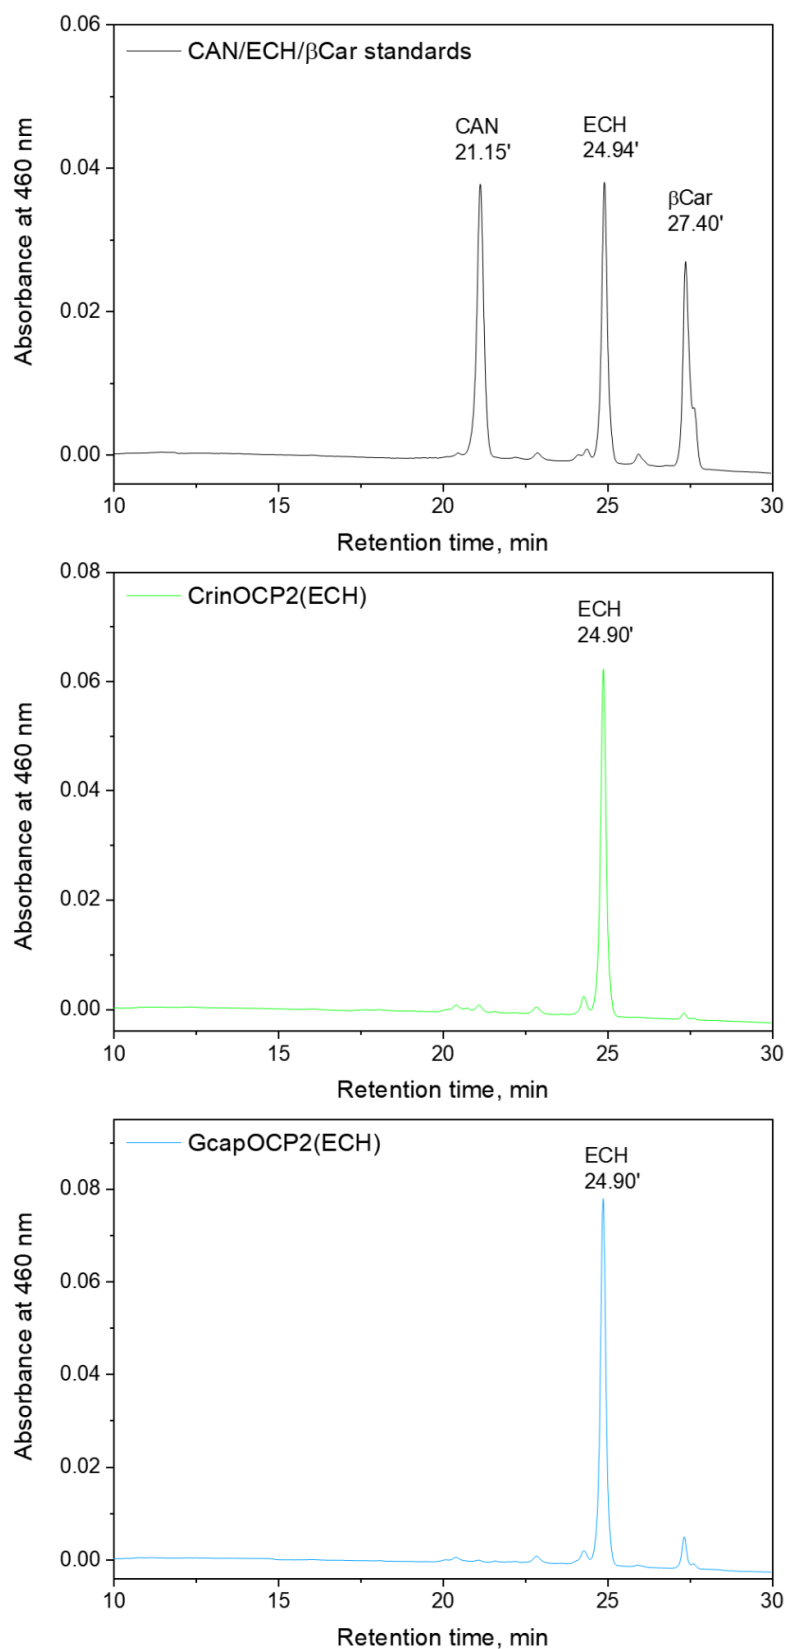 CAN/ECH/βCar standards
CAN
21.15'
ECH
24.94'
βCar
27.40'
Absorbance at 460 nm
0.06
0.04
0.02
0.00
10
15
20
25
30
Retention time, min
CrinOCP2(ECH)
ECH
24.90'
Absorbance at 460 nm
0.08
0.06
0.04
0.02
0.00
10
15
20
25
30
Retention time, min
GcapOCP2(ECH)
ECH
24.90'
Absorbance at 460 nm
0.08
0.06
0.04
0.02
0.00
10
15
20
25
30
Retention time, min